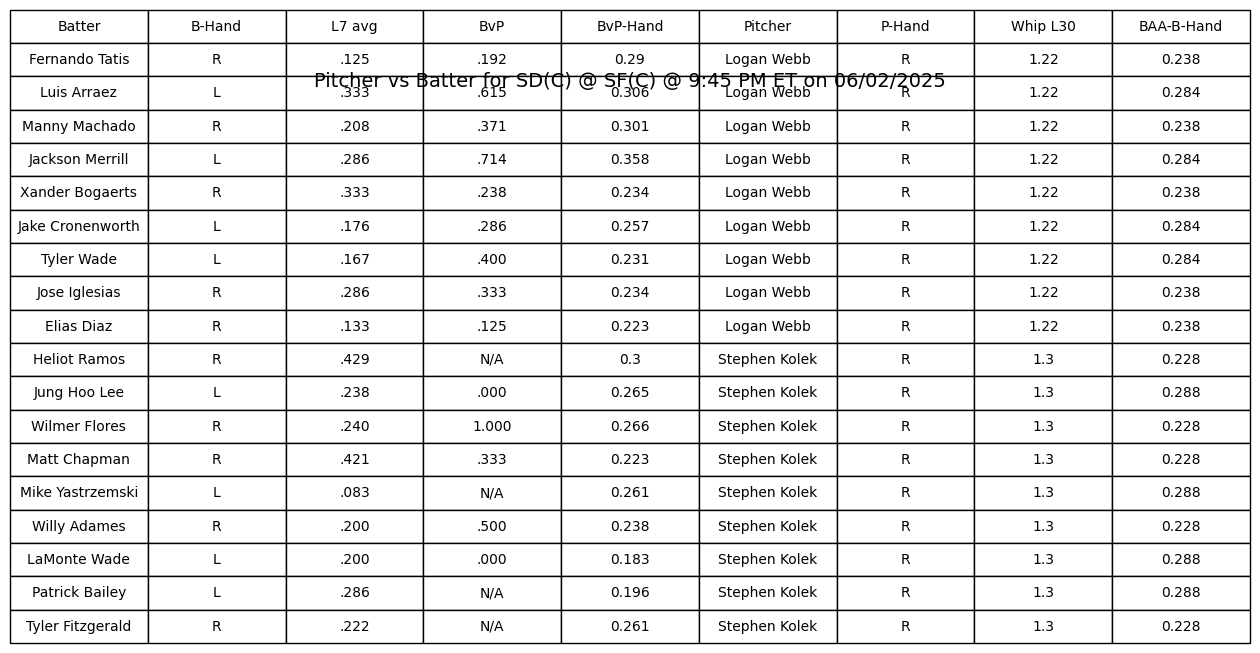 Batter B-Hand L7 avg BvP BvP-Hand Pitcher P-Hand Whip L30 BAA-B-Hand
Fernando Tatis R .125 .192 0.29 Logan Webb R 1.22 0.238
Pitcher vs Batter for SD(C) @ SF(C) @ 9:45 PM ET on 06/02/2025
Luis Arraez L .333 .615 0.306 Logan Webb R 1.22 0.284
Manny Machado R .208 .371 0.301 Logan Webb R 1.22 0.238
Jackson Merrill L .286 .714 0.358 Logan Webb R 1.22 0.284
Xander Bogaerts R .333 .238 0.234 Logan Webb R 1.22 0.238
Jake Cronenworth L .176 .286 0.257 Logan Webb R 1.22 0.284
Tyler Wade L .167 .400 0.231 Logan Webb R 1.22 0.284
Jose Iglesias R .286 .333 0.234 Logan Webb R 1.22 0.238
Elias Diaz R .133 .125 0.223 Logan Webb R 1.22 0.238
Heliot Ramos R .429 N/A 0.3 Stephen Kolek R 1.3 0.228
Jung Hoo Lee L .238 .000 0.265 Stephen Kolek R 1.3 0.288
Wilmer Flores R .240 1.000 0.266 Stephen Kolek R 1.3 0.228
Matt Chapman R .421 .333 0.223 Stephen Kolek R 1.3 0.228
Mike Yastrzemski L .083 N/A 0.261 Stephen Kolek R 1.3 0.288
Willy Adames R .200 .500 0.238 Stephen Kolek R 1.3 0.228
LaMonte Wade L .200 .000 0.183 Stephen Kolek R 1.3 0.288
Patrick Bailey L .286 N/A 0.196 Stephen Kolek R 1.3 0.288
Tyler Fitzgerald R .222 N/A 0.261 Stephen Kolek R 1.3 0.228